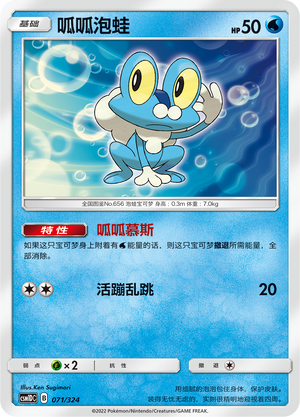 基础 呱呱泡蛙 HP50
全国图鉴No.656 泡蛙宝可梦 身高：0.3m 体重：7.0kg
特性 呱呱慕斯
如果这只宝可梦身上附着有能量的话，则这只宝可梦撤退所需能量，全
部消除。
活蹦乱跳 20
弱点 ×2 抗性 撤退
Illus.Ken Sugimori
CSM1DC B 071/324
用细腻的泡泡包住身体，保护皮肤。
装得无忧无虑的，实则很精明地窥视着四周。
©2022 Pokémon/Nintendo/Creatures/GAME FREAK.